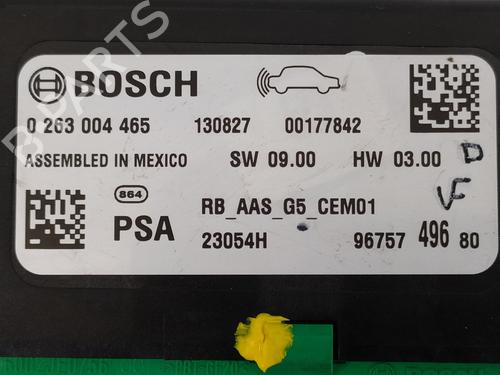 B-PARTS
BOSCH
0 263 004 465 130827 00177842
ASSEMBLED IN MEXICO SW 09.00 HW 03.00 D
864 RB_AAS_G5_CEM01 VF
PSA 23054H 96757 496 80